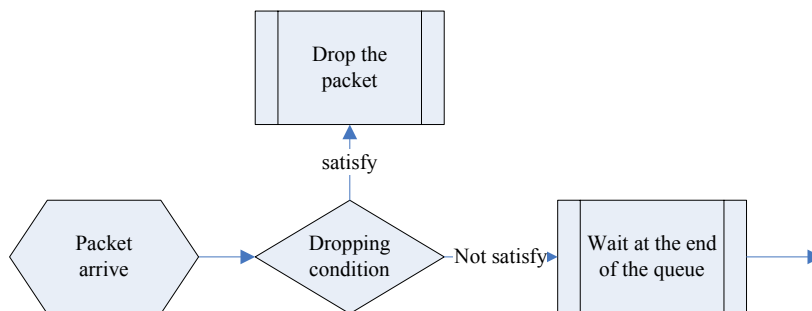 Drop the
packet
satisfy
Packet
arrive
Dropping
condition
Not satisfy
Wait at the end
of the queue